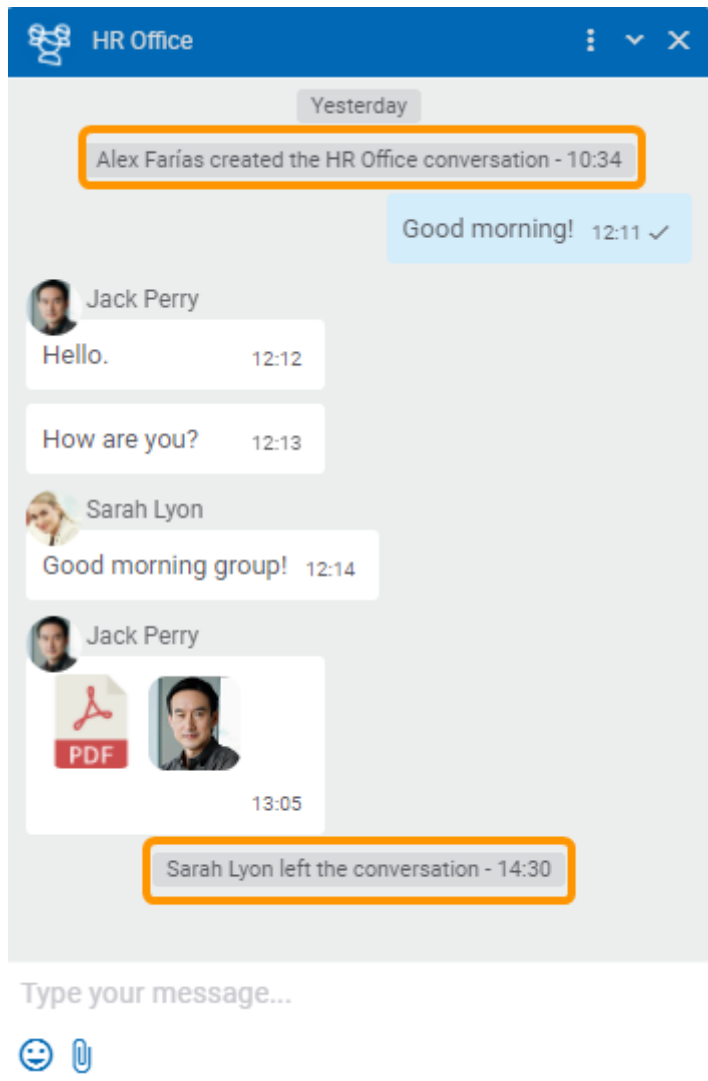 HR Office
Yesterday
Alex Farías created the HR Office conversation - 10:34
Good morning! 12:11
Jack Perry
Hello. 12:12
How are you? 12:13
Sarah Lyon
Good morning group! 12:14
Jack Perry
PDF
13:05
Sarah Lyon left the conversation - 14:30
Type your message...